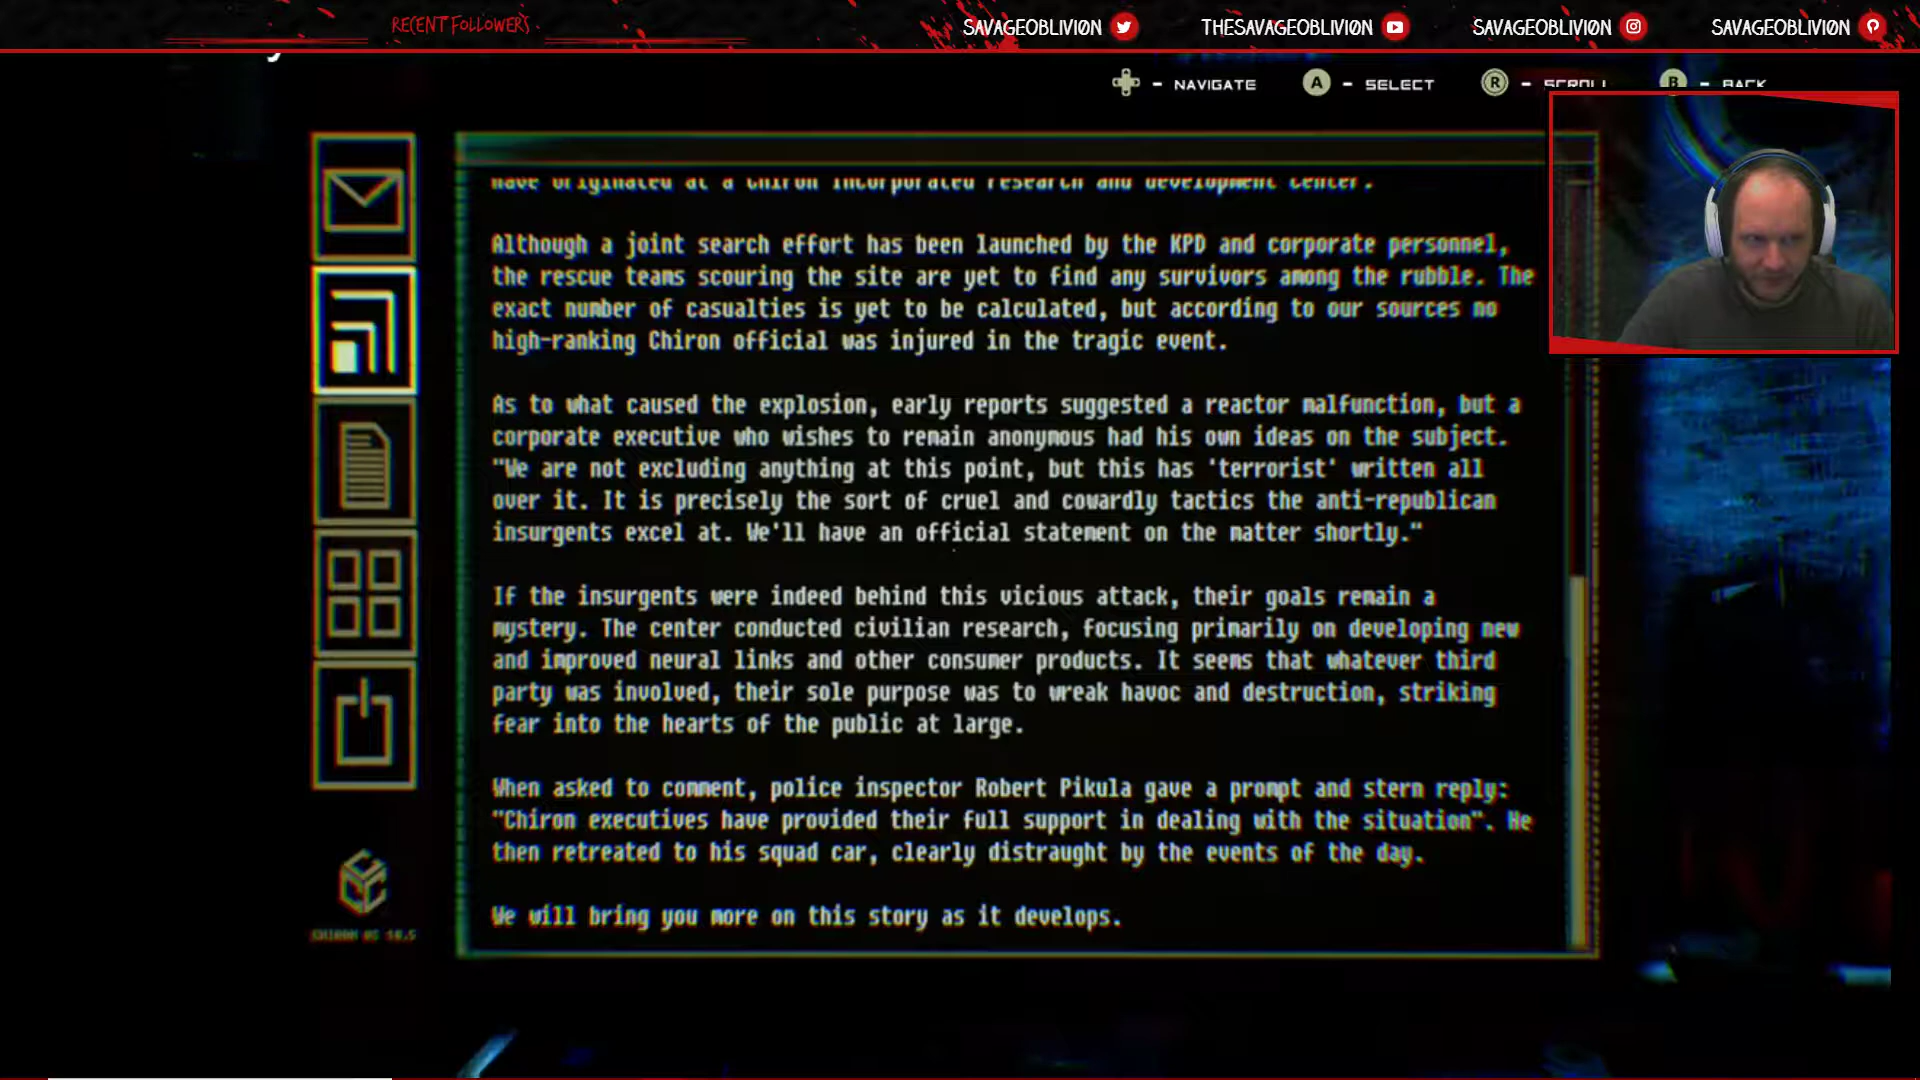 RECENT FOLLOWERS
SAVAGEOBLIVION
THESAVAGEOBLIVION
SAVAGEOBLIVION
SAVAGEOBLIVION
- NAVIGATE
A - SELECT
R - SCROLL
B - BACK
have originated at a Chiron Incorporated research and development center.
Although a joint search effort has been launched by the KPD and corporate personnel,
the rescue teams scouring the site are yet to find any survivors among the rubble. The
exact number of casualties is yet to be calculated, but according to our sources no
high-ranking Chiron official was injured in the tragic event.
As to what caused the explosion, early reports suggested a reactor malfunction, but a
corporate executive who wishes to remain anonymous had his own ideas on the subject.
"We are not excluding anything at this point, but this has 'terrorist' written all
over it. It is precisely the sort of cruel and cowardly tactics the anti-republican
insurgents excel at. We'll have an official statement on the matter shortly."
If the insurgents were indeed behind this vicious attack, their goals remain a
mystery. The center conducted civilian research, focusing primarily on developing new
and improved neural links and other consumer products. It seems that whatever third
party was involved, their sole purpose was to wreak havoc and destruction, striking
fear into the hearts of the public at large.
When asked to comment, police inspector Robert Pikula gave a prompt and stern reply:
"Chiron executives have provided their full support in dealing with the situation". He
then retreated to his squad car, clearly distraught by the events of the day.
We will bring you more on this story as it develops.